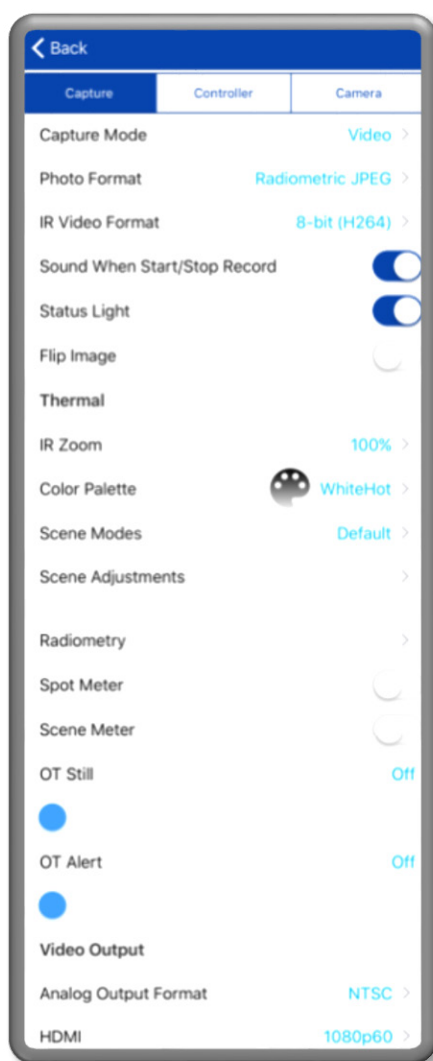 Back
Capture Controller Camera
Capture Mode Video
Photo Format Radiometric JPEG
IR Video Format 8-bit (H264)
Sound When Start/Stop Record
Status Light
Flip Image
Thermal
IR Zoom 100%
Color Palette WhiteHot
Scene Modes Default
Scene Adjustments
Radiometry
Spot Meter
Scene Meter
OT Still Off
OT Alert Off
Video Output
Analog Output Format NTSC
HDMI 1080p60